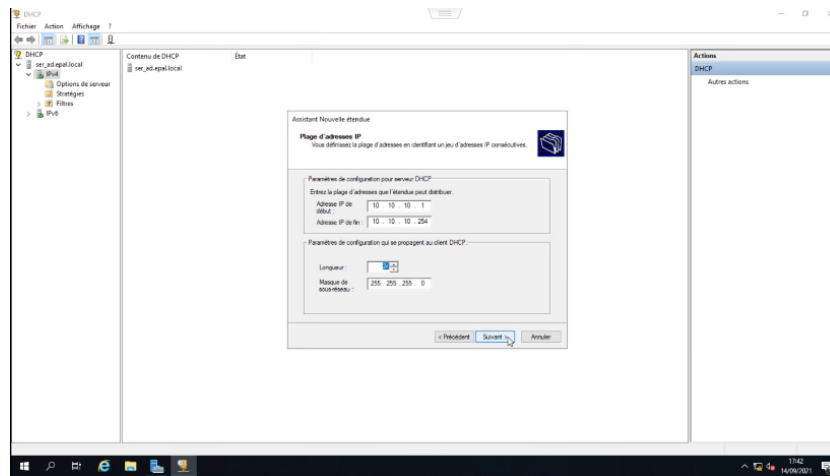 DHCP
Fichier Action Affichage ?
DHCP
ser_ad.epal.local
IPv4
Options de serveur
Stratégies
Filtres
IPv6
Contenu de DHCP État
ser_ad.epal.local
Assistant Nouvelle étendue
Plage d'adresses IP
Vous définissez la plage d'adresses en identifiant un jeu d'adresses IP consécutives.
Paramètres de configuration pour serveur DHCP
Entrez la plage d'adresses que l'étendue peut distribuer.
Adresse IP de
début : 10 . 10 . 10 . 1
Adresse IP de fin : 10 . 10 . 10 . 254
Paramètres de configuration qui se propagent au client DHCP.
Longueur : 24
Masque de
sous-réseau : 255 . 255 . 255 . 0
< Précédent Suivant > Annuler
Actions
DHCP
Autres actions
17:42
14/09/2021